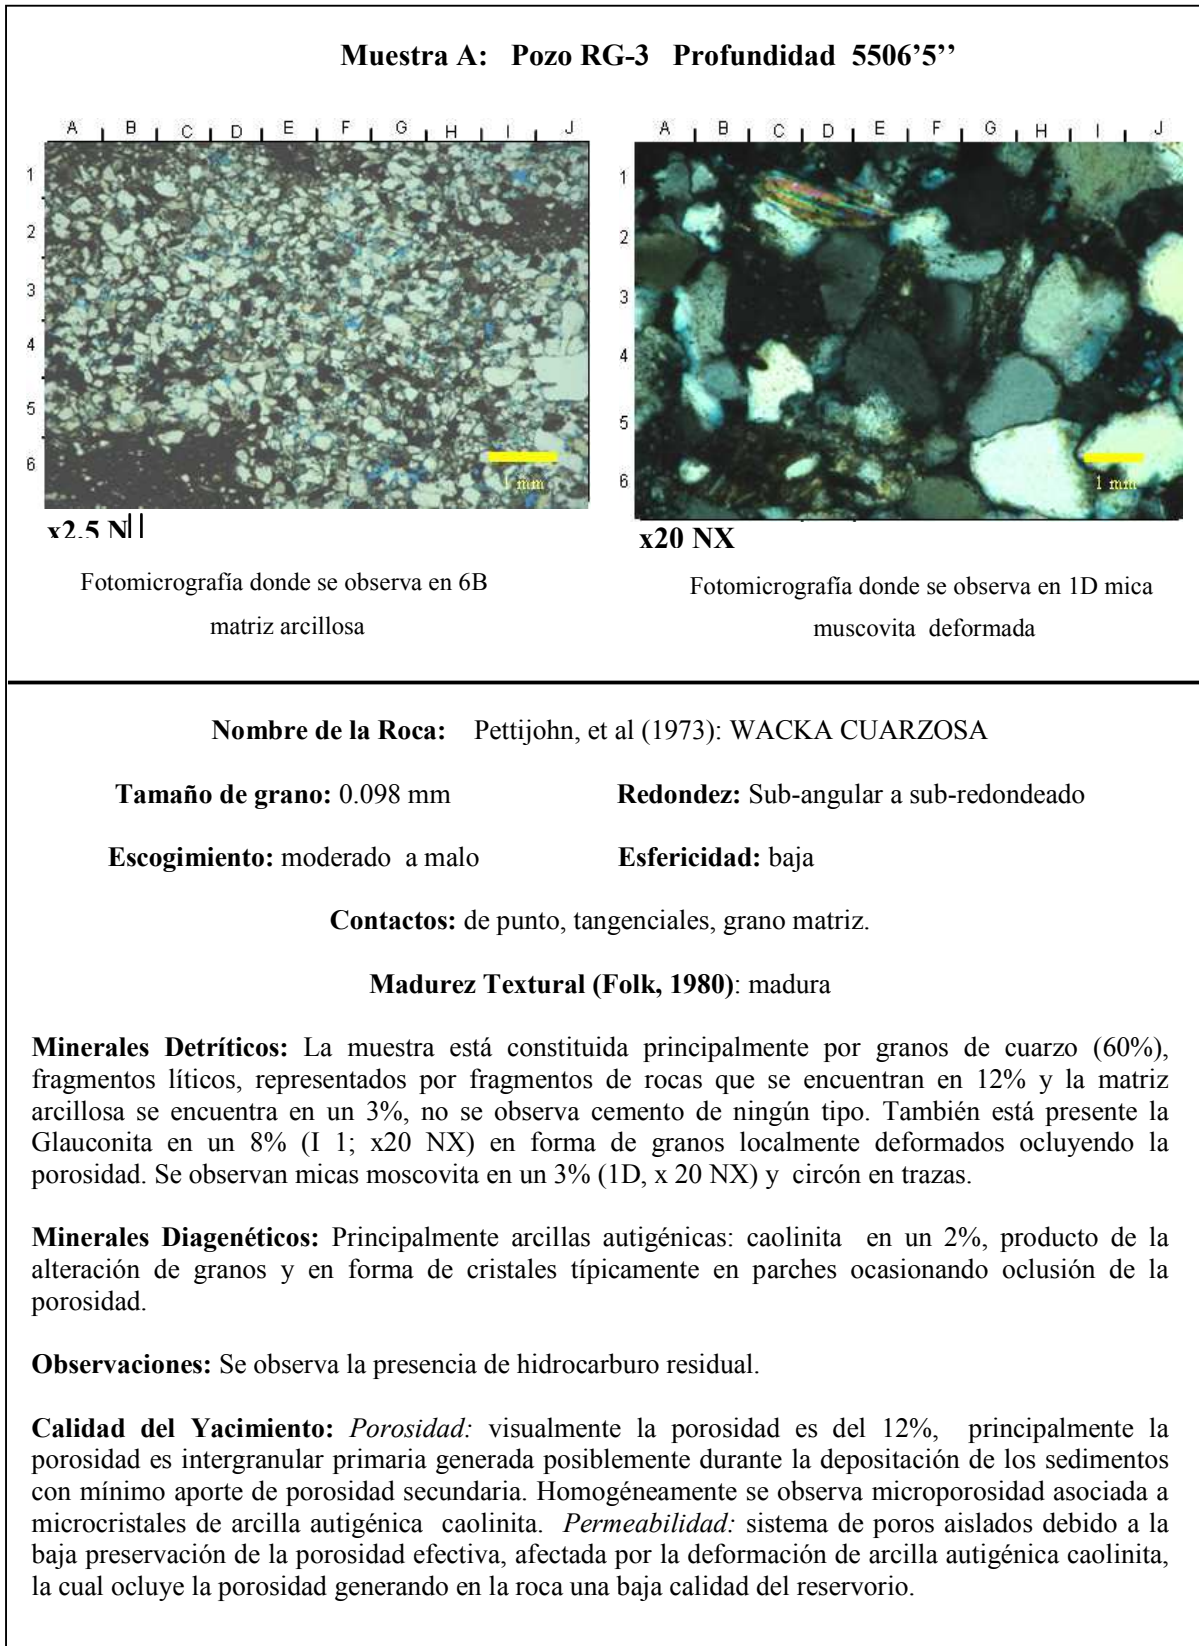 Muestra A: Pozo RG-3 Profundidad 5506’5’’
A B C D E F G H I J
1
2
3
4
5
6
1 mm
x2.5 N||
A B C D E F G H I J
1
2
3
4
5
6
1 mm
x20 NX
Fotomicrografía donde se observa en 6B
matriz arcillosa
Fotomicrografía donde se observa en 1D mica
muscovita deformada
Nombre de la Roca: Pettijohn, et al (1973): WACKA CUARZOSA
Tamaño de grano: 0.098 mm Redondez: Sub-angular a sub-redondeado
Escogimiento: moderado a malo Esfericidad: baja
Contactos: de punto, tangenciales, grano matriz.
Madurez Textural (Folk, 1980): madura
Minerales Detríticos: La muestra está constituida principalmente por granos de cuarzo (60%),
fragmentos líticos, representados por fragmentos de rocas que se encuentran en 12% y la matriz
arcillosa se encuentra en un 3%, no se observa cemento de ningún tipo. También está presente la
Glauconita en un 8% (I 1; x20 NX) en forma de granos localmente deformados ocluyendo la
porosidad. Se observan micas moscovita en un 3% (1D, x 20 NX) y circón en trazas.
Minerales Diagenéticos: Principalmente arcillas autigénicas: caolinita en un 2%, producto de la
alteración de granos y en forma de cristales típicamente en parches ocasionando oclusión de la
porosidad.
Observaciones: Se observa la presencia de hidrocarburo residual.
Calidad del Yacimiento: Porosidad: visualmente la porosidad es del 12%, principalmente la
porosidad es intergranular primaria generada posiblemente durante la depositación de los sedimentos
con mínimo aporte de porosidad secundaria. Homogéneamente se observa microporosidad asociada a
microcristales de arcilla autigénica caolinita. Permeabilidad: sistema de poros aislados debido a la
baja preservación de la porosidad efectiva, afectada por la deformación de arcilla autigénica caolinita,
la cual ocluye la porosidad generando en la roca una baja calidad del reservorio.